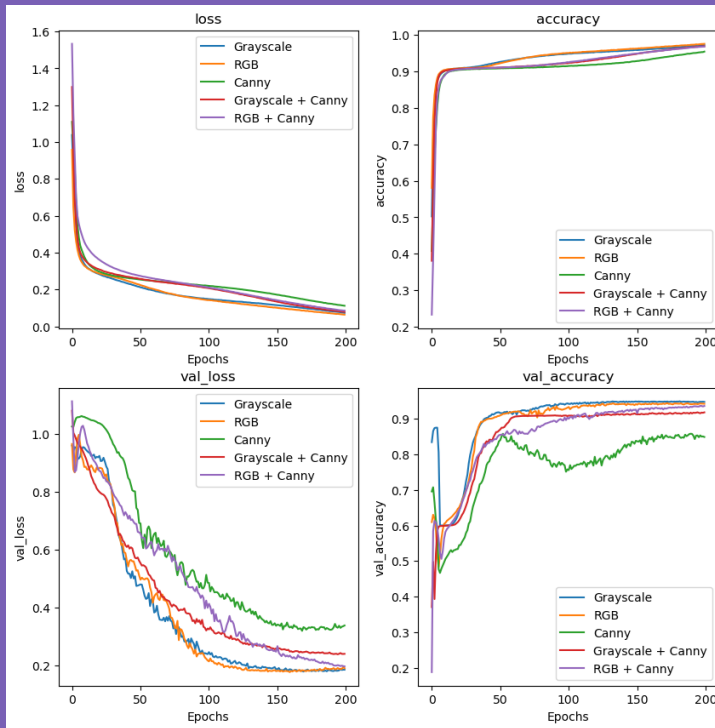 loss
1.6
1.4
1.2
1.0
0.8
0.6
0.4
0.2
0.0
loss
0
50
100
150
200
Epochs
Grayscale
RGB
Canny
Grayscale + Canny
RGB + Canny
accuracy
1.0
0.9
0.8
0.7
0.6
0.5
0.4
0.3
0.2
accuracy
0
50
100
150
200
Epochs
Grayscale
RGB
Canny
Grayscale + Canny
RGB + Canny
val_loss
1.0
0.8
0.6
0.4
0.2
val_loss
0
50
100
150
200
Epochs
Grayscale
RGB
Canny
Grayscale + Canny
RGB + Canny
val_accuracy
0.9
0.8
0.7
0.6
0.5
0.4
0.3
0.2
val_accuracy
0
50
100
150
200
Epochs
Grayscale
RGB
Canny
Grayscale + Canny
RGB + Canny